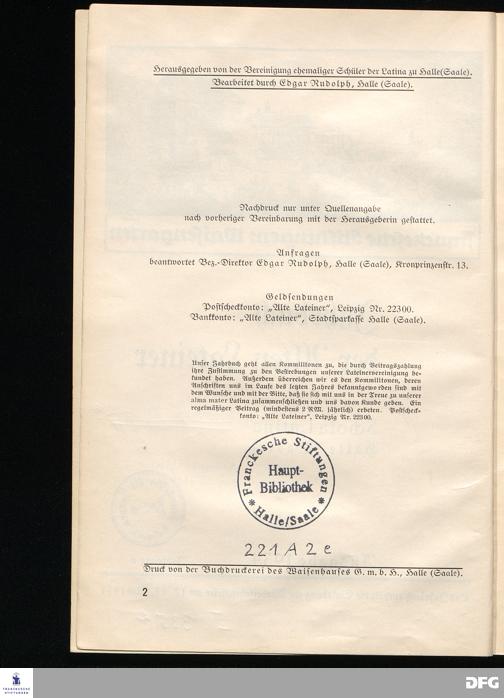 Herausgegeben von der Vereinigung ehemaliger Schüler der Latina zu Halle(Saale).
Bearbeitet durch Edgar Rudolph, Halle (Saale).
Nachdruck nur unter Quellenangabe
nach vorheriger Vereinbarung mit der Herausgeberin gestattet.
Anfragen
beantwortet Bez.-Direktor Edgar Rudolph, Halle (Saale), Kronprinzenstr. 13.
Geldsendungen
Postscheckkonto: „Alte Lateiner", Leipzig Nr. 22300.
Bankkonto: „Alte Lateiner", Stadtsparkasse Halle (Saale).
Unser Jahrbuch geht allen Kommilitonen zu, die durch Beitragszahlung
ihre Zustimmung zu den Bestrebungen unserer Lateinervereinigung be-
kundet haben. Außerdem überreichen wir es den Kommilitonen, deren
Anschriften uns im Laufe des letzten Jahres bekanntgeworden sind mit
dem Wunsche und mit der Bitte, daß sie sich mit uns in der Treue zu unserer
alma mater Latina zusammenschließen und uns davon Kunde geben. Ein
regelmäßiger Beitrag (mindestens 2 RM. jährlich) erbeten. Postscheck-
konto: „Alte Lateiner", Leipzig Nr. 22300.
Franckesche Stiftungen
Haupt-
Bibliothek
* Halle/Saale *
221 A 2 e
Druck von der Buchdruckerei des Waisenhauses G. m. b. H., Halle (Saale).
2
FRANCKESCHE
STIFTUNGEN
DFG